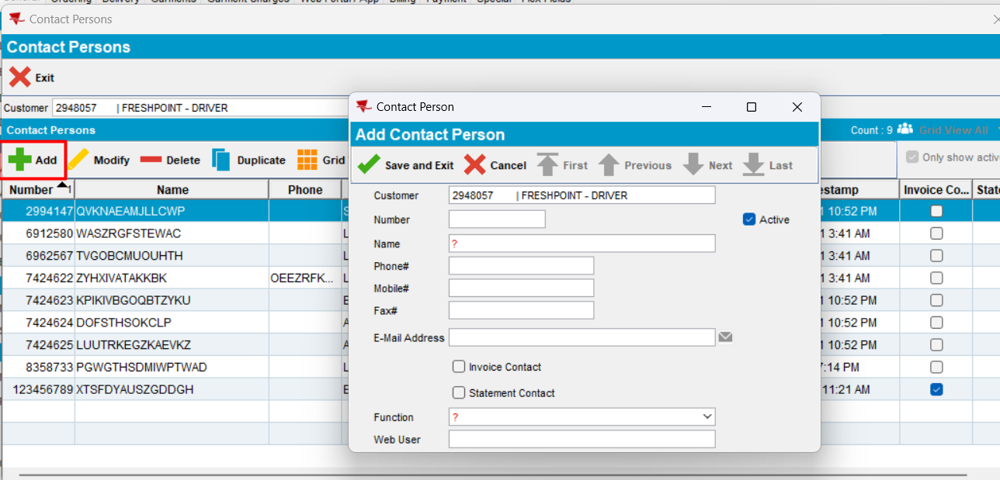 General Ordering Delivery Garments Garment Charges Web Portal / App Billing Payment Special Flex Fields
Contact Persons
Contact Persons
Exit
Customer 2948057 | FRESHPOINT - DRIVER
Contact Persons Count : 9 Grid View All
Add Modify Delete Duplicate Grid Only show active
Number 1 Name Phone estamp Invoice Co... State
2994147 QVKNAEAMJLLCWP S 1 10:52 PM
6912580 WASZRGFSTEWAC L 1 3:41 AM
6962567 TVGOBCMUOUHTH L 1 3:41 AM
7424622 ZYHXIVATAKKBK OEEZRFK... L 1 3:41 AM
7424623 KPIKIVBGOQBTZYKU E 1 10:52 PM
7424624 DOFSTHSOKCLP A 1 10:52 PM
7424625 LUUTRKEGZKAEVKZ A 1 10:52 PM
8358733 PGWGTHSDMIWPTWAD L 7:14 PM
123456789 XTSFDYAUSZGDDGH E 11:21 AM
Contact Person
Add Contact Person
Save and Exit Cancel First Previous Next Last
Customer 2948057 | FRESHPOINT - DRIVER
Number Active
Name ?
Phone#
Mobile#
Fax#
E-Mail Address
Invoice Contact
Statement Contact
Function ?
Web User